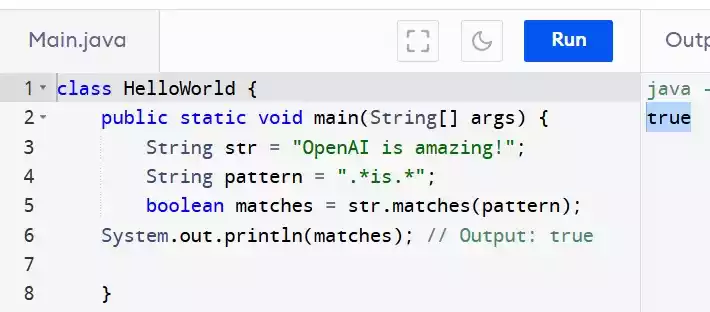 Main.java
Run
Outp
1 class HelloWorld {
2 public static void main(String[] args) {
3 String str = "OpenAI is amazing!";
4 String pattern = ".*is.*";
5 boolean matches = str.matches(pattern);
6 System.out.println(matches); // Output: true
7
8 }
java -
true